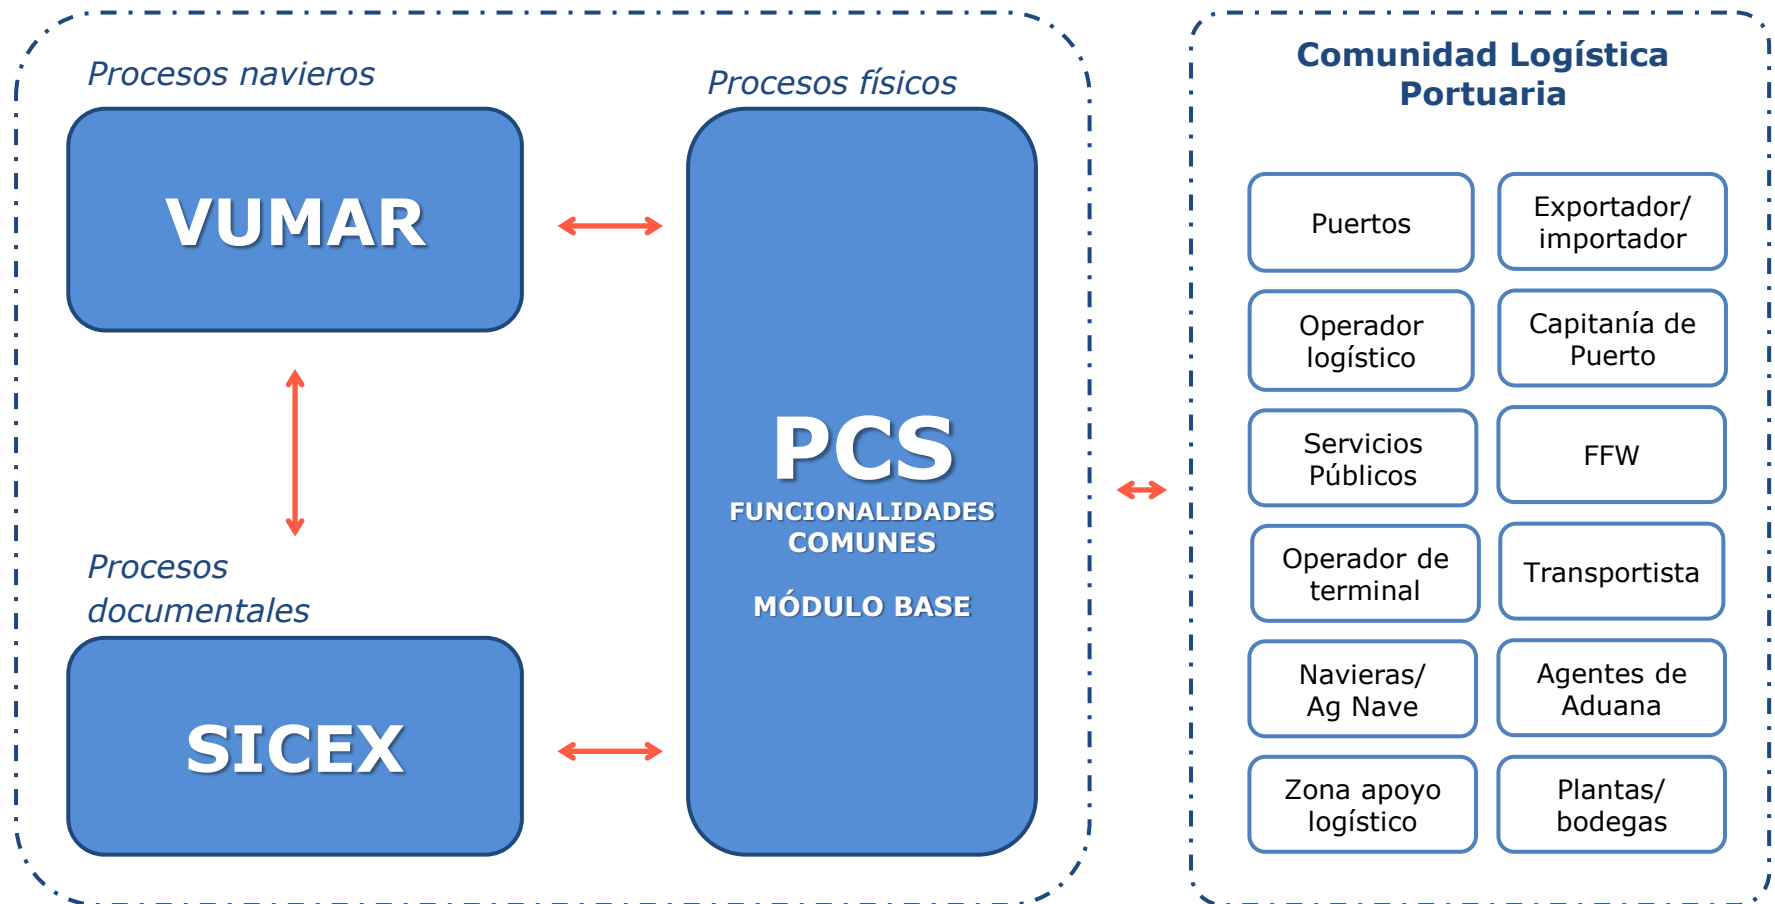 Procesos navieros
VUMAR
Procesos
documentales
SICEX
Procesos físicos
PCS
FUNCIONALIDADES
COMUNES
MÓDULO BASE
Comunidad Logística
Portuaria
Puertos
Exportador/
importador
Operador
logístico
Capitanía de
Puerto
Servicios
Públicos
FFW
Operador de
terminal
Transportista
Navieras/
Ag Nave
Agentes de
Aduana
Zona apoyo
logístico
Plantas/
bodegas